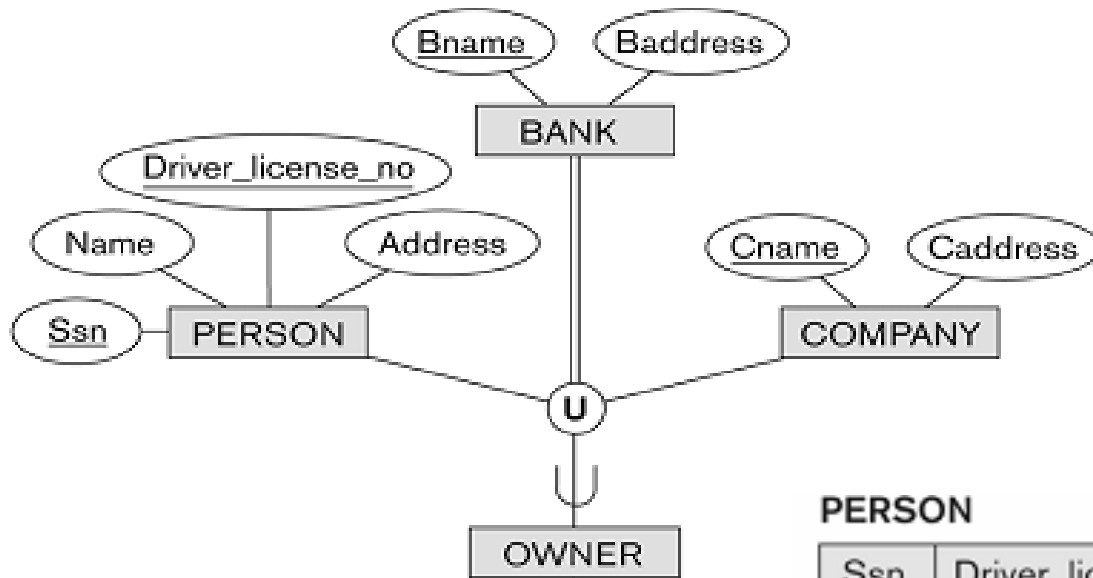 Bname Baddress
BANK
Driver_license_no
Name Address
Cname Caddress
Ssn PERSON COMPANY
U
OWNER
PERSON
Ssn